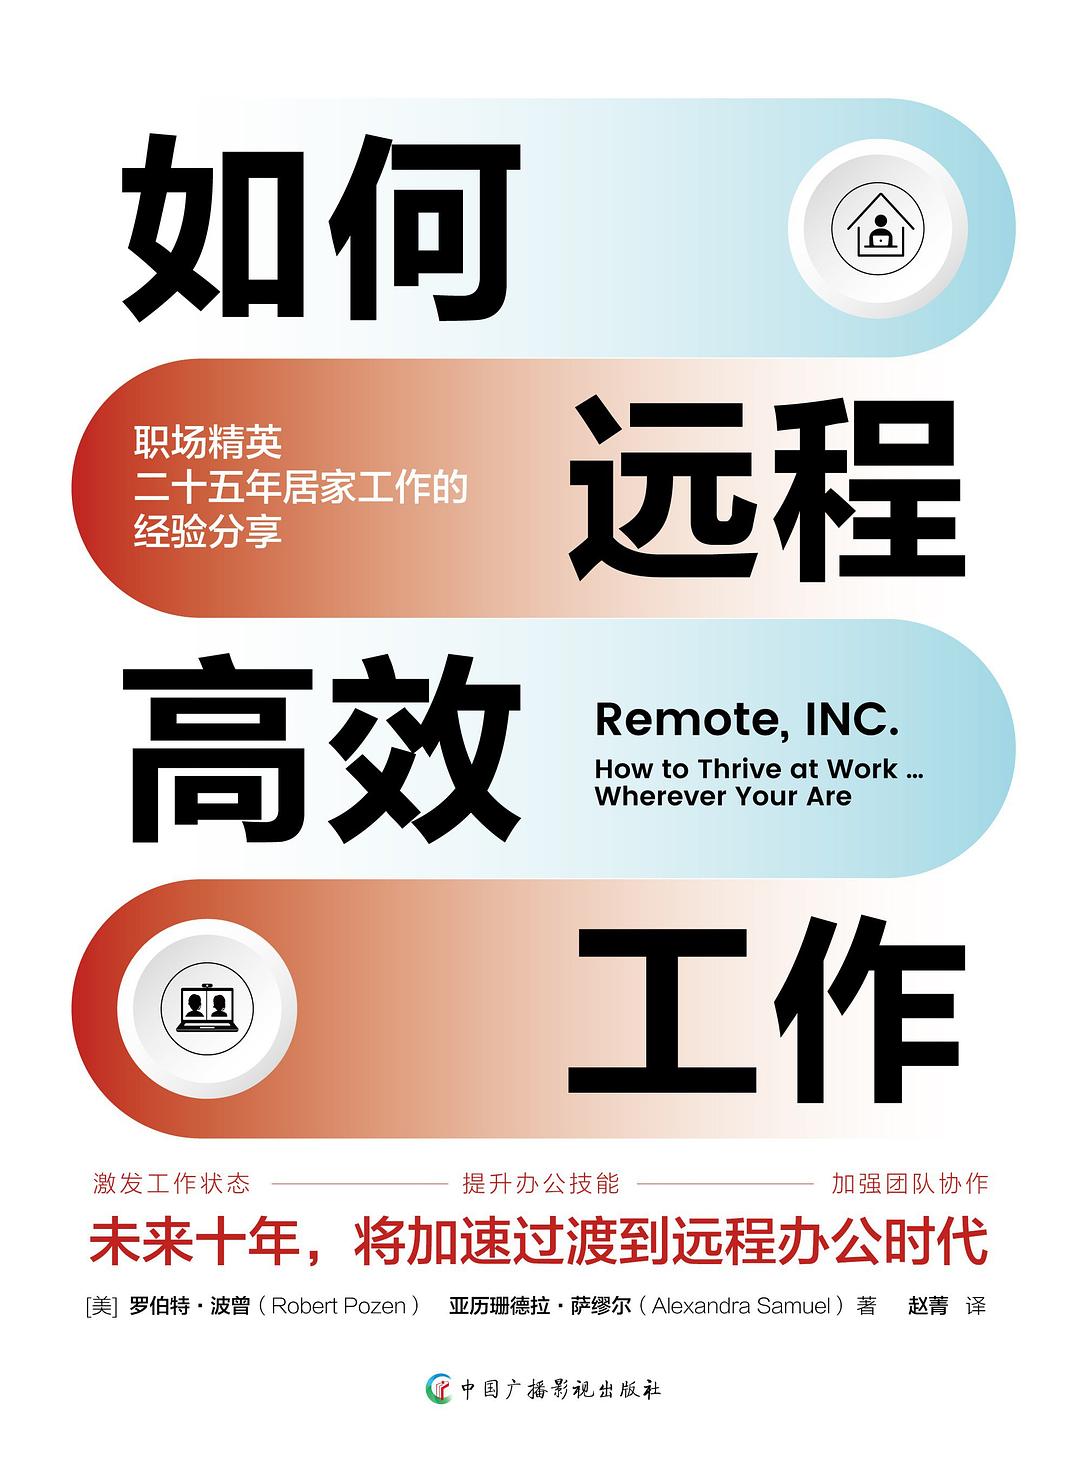 如何
远程
职场精英
二十五年居家工作的
经验分享
高效
Remote, INC.
How to Thrive at Work ...
Wherever Your Are
工作
激发工作状态 提升办公技能 加强团队协作
未来十年，将加速过渡到远程办公时代
[美] 罗伯特·波曾（Robert Pozen） 亚历珊德拉·萨缪尔（Alexandra Samuel）著 赵菁 译
中国广播影视出版社